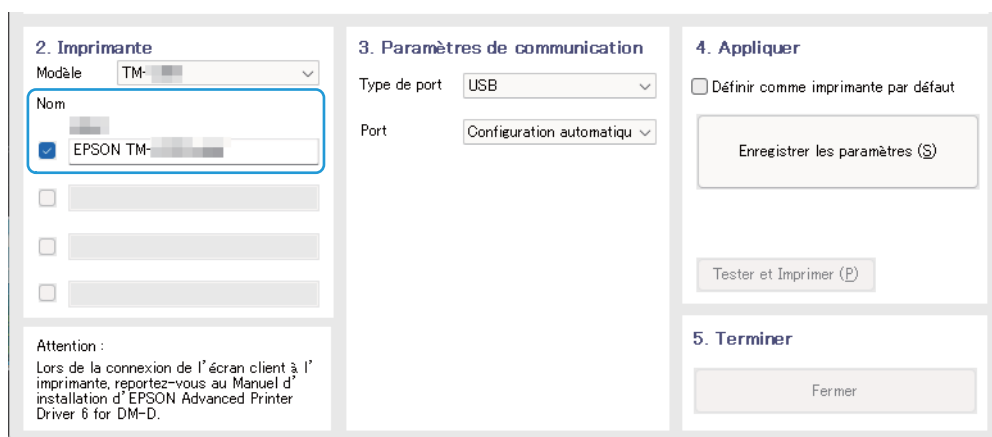 2. Imprimante
Modèle TM-
Nom
EPSON TM-
Attention :
Lors de la connexion de l'écran client à l'
imprimante, reportez-vous au Manuel d'
installation d'EPSON Advanced Printer
Driver 6 for DM-D.
3. Paramètres de communication
Type de port USB
Port Configuration automatiqu
4. Appliquer
Définir comme imprimante par défaut
Enregistrer les paramètres (S)
Tester et Imprimer (P)
5. Terminer
Fermer